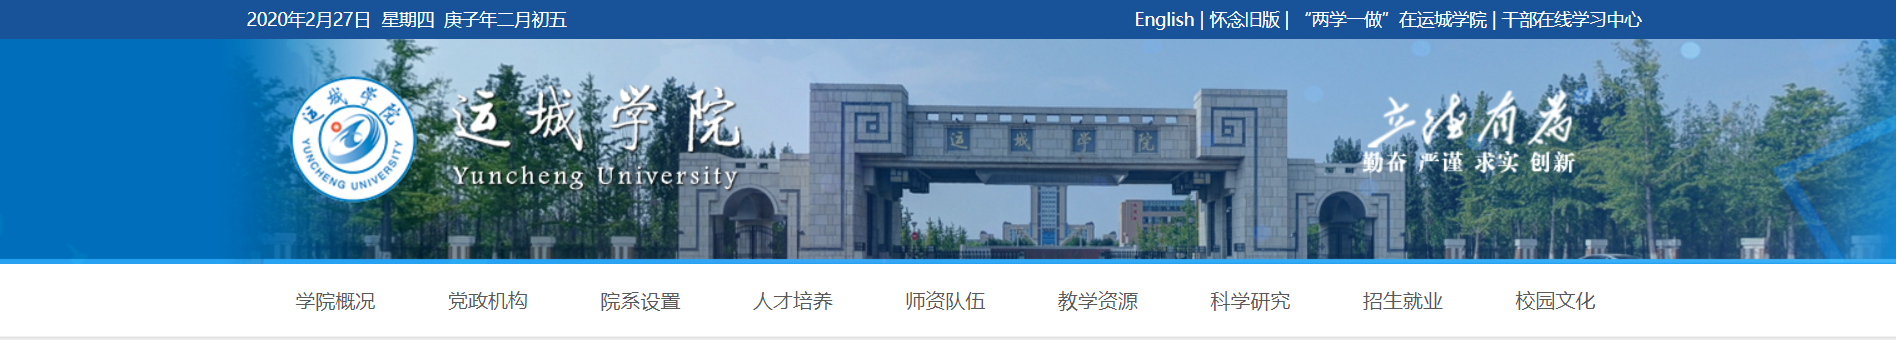 2020年2月27日 星期四 庚子年二月初五
English | 怀念旧版 | “两学一做”在运城学院 | 干部在线学习中心
运城学院
YUNCHENG UNIVERSITY
运城学院
Yuncheng University
运城学院
立德有为
勤奋 严谨 求实 创新
学院概况 党政机构 院系设置 人才培养 师资队伍 教学资源 科学研究 招生就业 校园文化